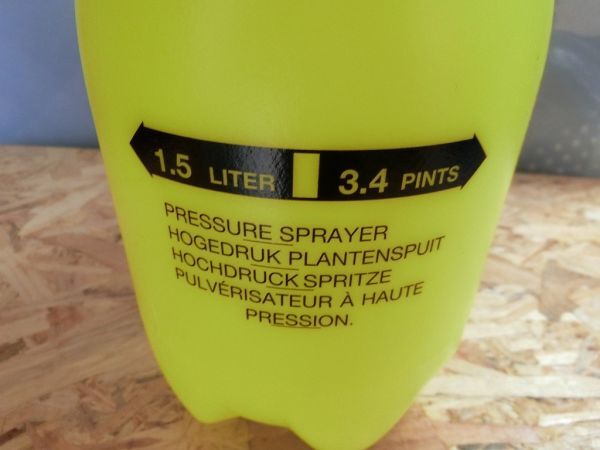 1.5 LITER 3.4 PINTS
PRESSURE SPRAYER
HOGEDRUK PLANTENSPUIT
HOCHDRUCK SPRITZE
PULVÉRISATEUR À HAUTE
PRESSION.